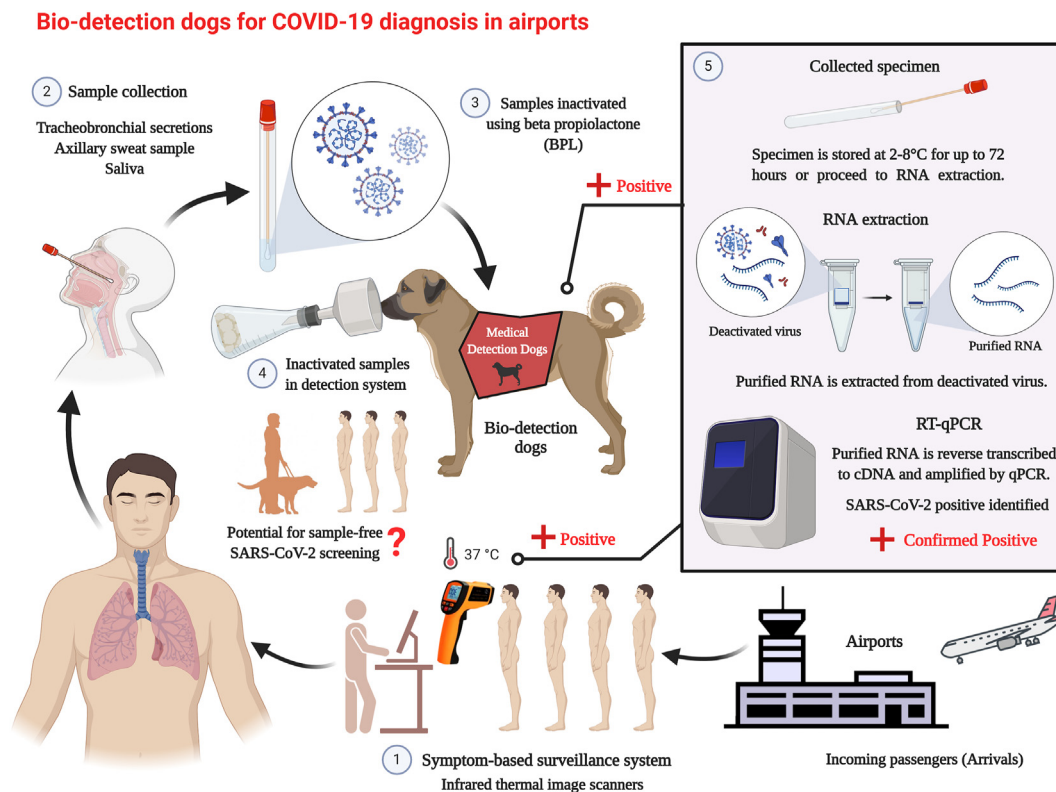 Bio-detection dogs for COVID-19 diagnosis in airports
2 Sample collection
Tracheobronchial secretions
Axillary sweat sample
Saliva
3 Samples inactivated
using beta propiolactone
(BPL)
+ Positive
4 Inactivated samples
in detection system
Medical
Detection Dogs
Bio-detection
dogs
Potential for sample-free
SARS-CoV-2 screening ?
37 °C
+ Positive
1 Symptom-based surveillance system
Infrared thermal image scanners
Airports
Incoming passengers (Arrivals)
5 Collected specimen
Specimen is stored at 2-8°C for up to 72
hours or proceed to RNA extraction.
RNA extraction
Deactivated virus
Purified RNA
Purified RNA is extracted from deactivated virus.
RT-qPCR
Purified RNA is reverse transcribed
to cDNA and amplified by qPCR.
SARS-CoV-2 positive identified
+ Confirmed Positive